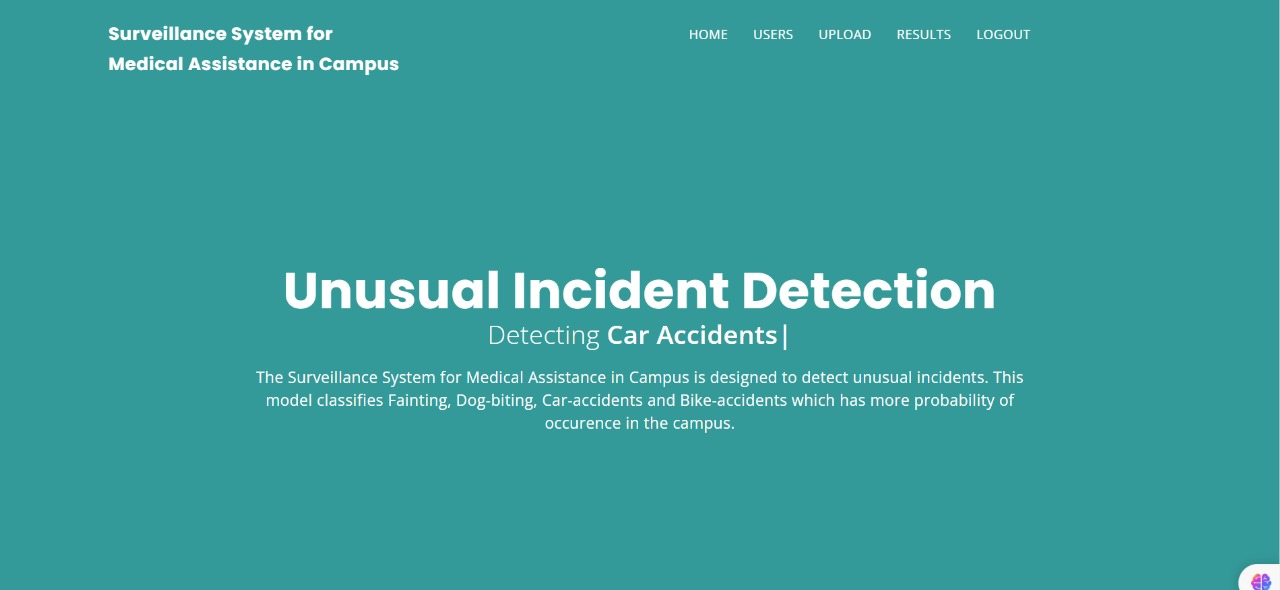 Surveillance System for
Medical Assistance in Campus
HOME USERS UPLOAD RESULTS LOGOUT
Unusual Incident Detection
Detecting Car Accidents|
The Surveillance System for Medical Assistance in Campus is designed to detect unusual incidents. This
model classifies Fainting, Dog-biting, Car-accidents and Bike-accidents which has more probability of
occurence in the campus.